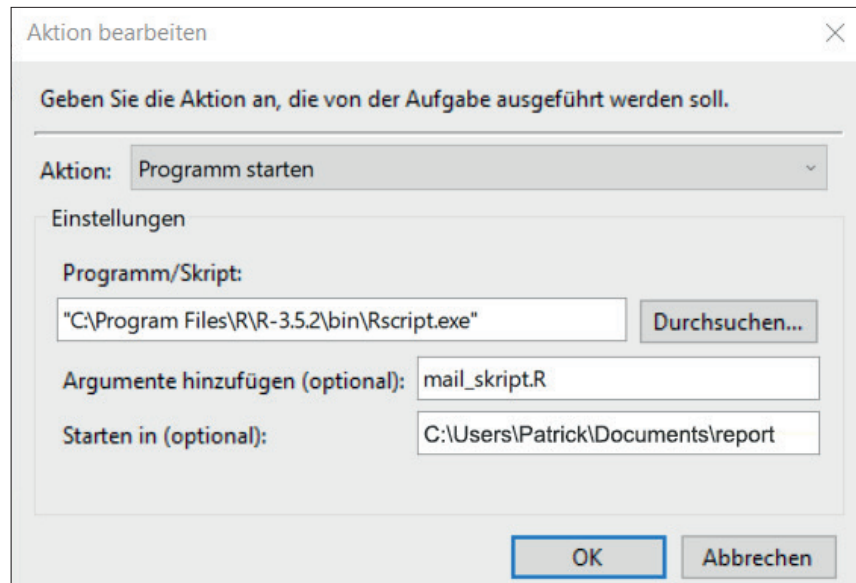 Aktion bearbeiten
Geben Sie die Aktion an, die von der Aufgabe ausgeführt werden soll.
Aktion: Programm starten
Einstellungen
Programm/Skript:
"C:\Program Files\R\R-3.5.2\bin\Rscript.exe" Durchsuchen...
Argumente hinzufügen (optional): mail_skript.R
Starten in (optional): C:\Users\Patrick\Documents\report
OK Abbrechen